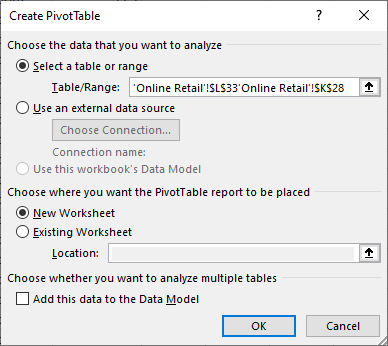 Create PivotTable
? ×
Choose the data that you want to analyze
Select a table or range
Table/Range: 'Online Retail'!$L$33'Online Retail'!$K$28
Use an external data source
Choose Connection...
Connection name:
Use this workbook's Data Model
Choose where you want the PivotTable report to be placed
New Worksheet
Existing Worksheet
Location:
Choose whether you want to analyze multiple tables
Add this data to the Data Model
OK Cancel